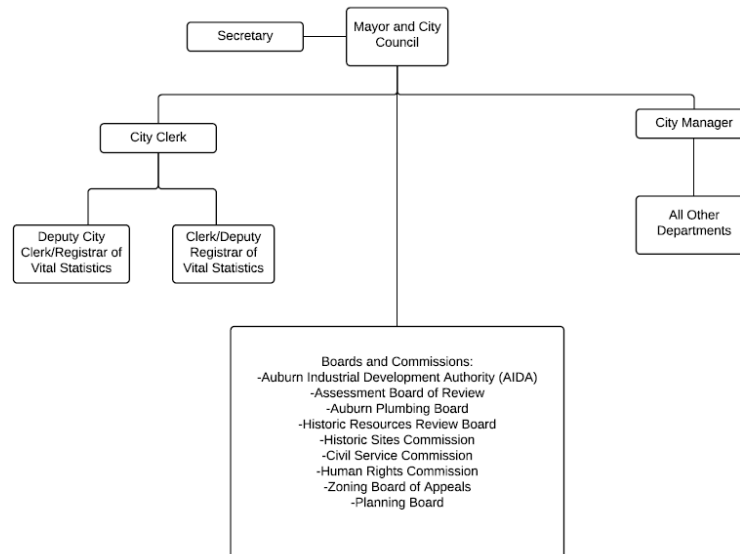 Secretary
Mayor and City
Council
City Clerk
City Manager
Deputy City
Clerk/Registrar of
Vital Statistics
Clerk/Deputy
Registrar of
Vital Statistics
All Other
Departments
Boards and Commissions:
-Auburn Industrial Development Authority (AIDA)
-Assessment Board of Review
-Auburn Plumbing Board
-Historic Resources Review Board
-Historic Sites Commission
-Civil Service Commission
-Human Rights Commission
-Zoning Board of Appeals
-Planning Board